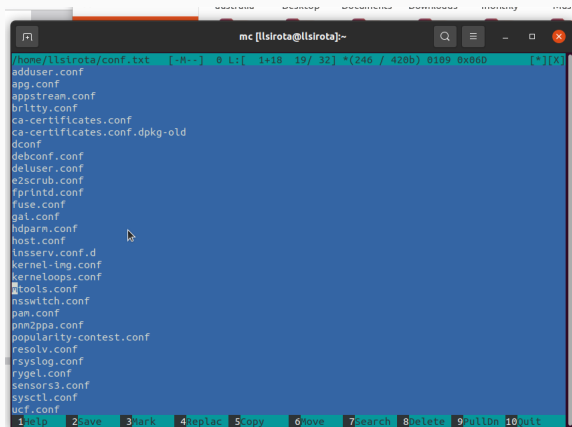 australia Desktop Documents Downloads monthly
mc [llsirota@llsirota]:~
/home/llsirota/conf.txt [-M--] 0 L:[ 1+18 19/ 32] *(246 / 420b) 0109 0x06D [*][X]
adduser.conf
apg.conf
appstream.conf
brltty.conf
ca-certificates.conf
ca-certificates.conf.dpkg-old
dconf
debconf.conf
deluser.conf
e2scrub.conf
fprintd.conf
fuse.conf
gai.conf
hdparm.conf
host.conf
insserv.conf.d
kernel-img.conf
kerneloops.conf
mtools.conf
nsswitch.conf
pam.conf
pnm2ppa.conf
popularity-contest.conf
resolv.conf
rsyslog.conf
rygel.conf
sensors3.conf
sysctl.conf
ucf.conf
1Help 2Save 3Mark 4Replac 5Copy 6Move 7Search 8Delete 9PullDn 10Quit